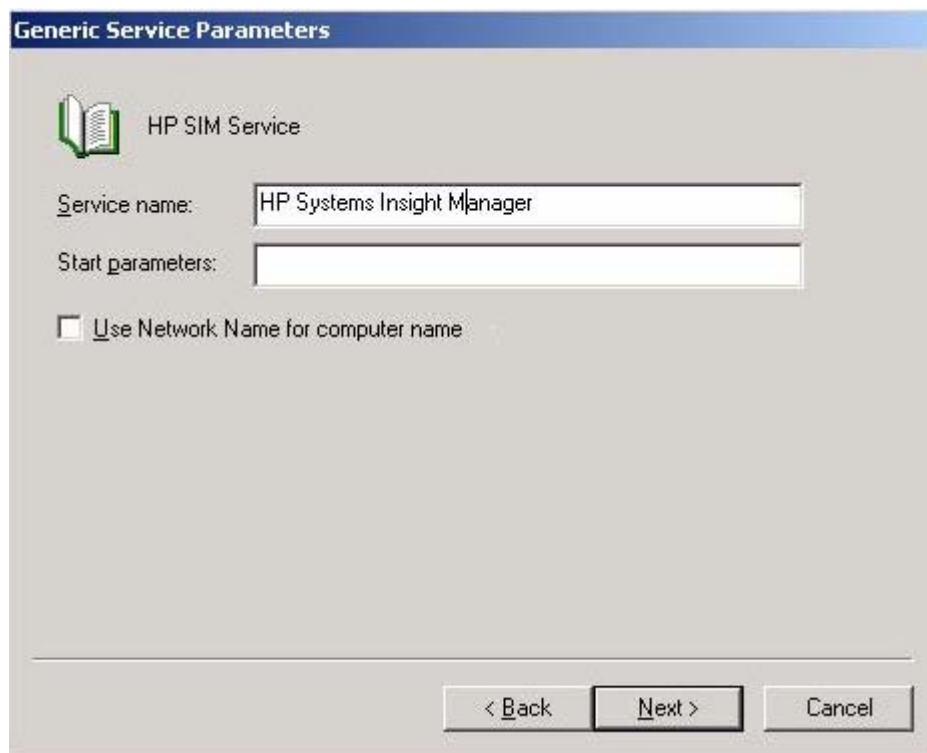 Generic Service Parameters
HP SIM Service
Service name: HP Systems Insight Manager
Start parameters:
Use Network Name for computer name
< Back Next > Cancel